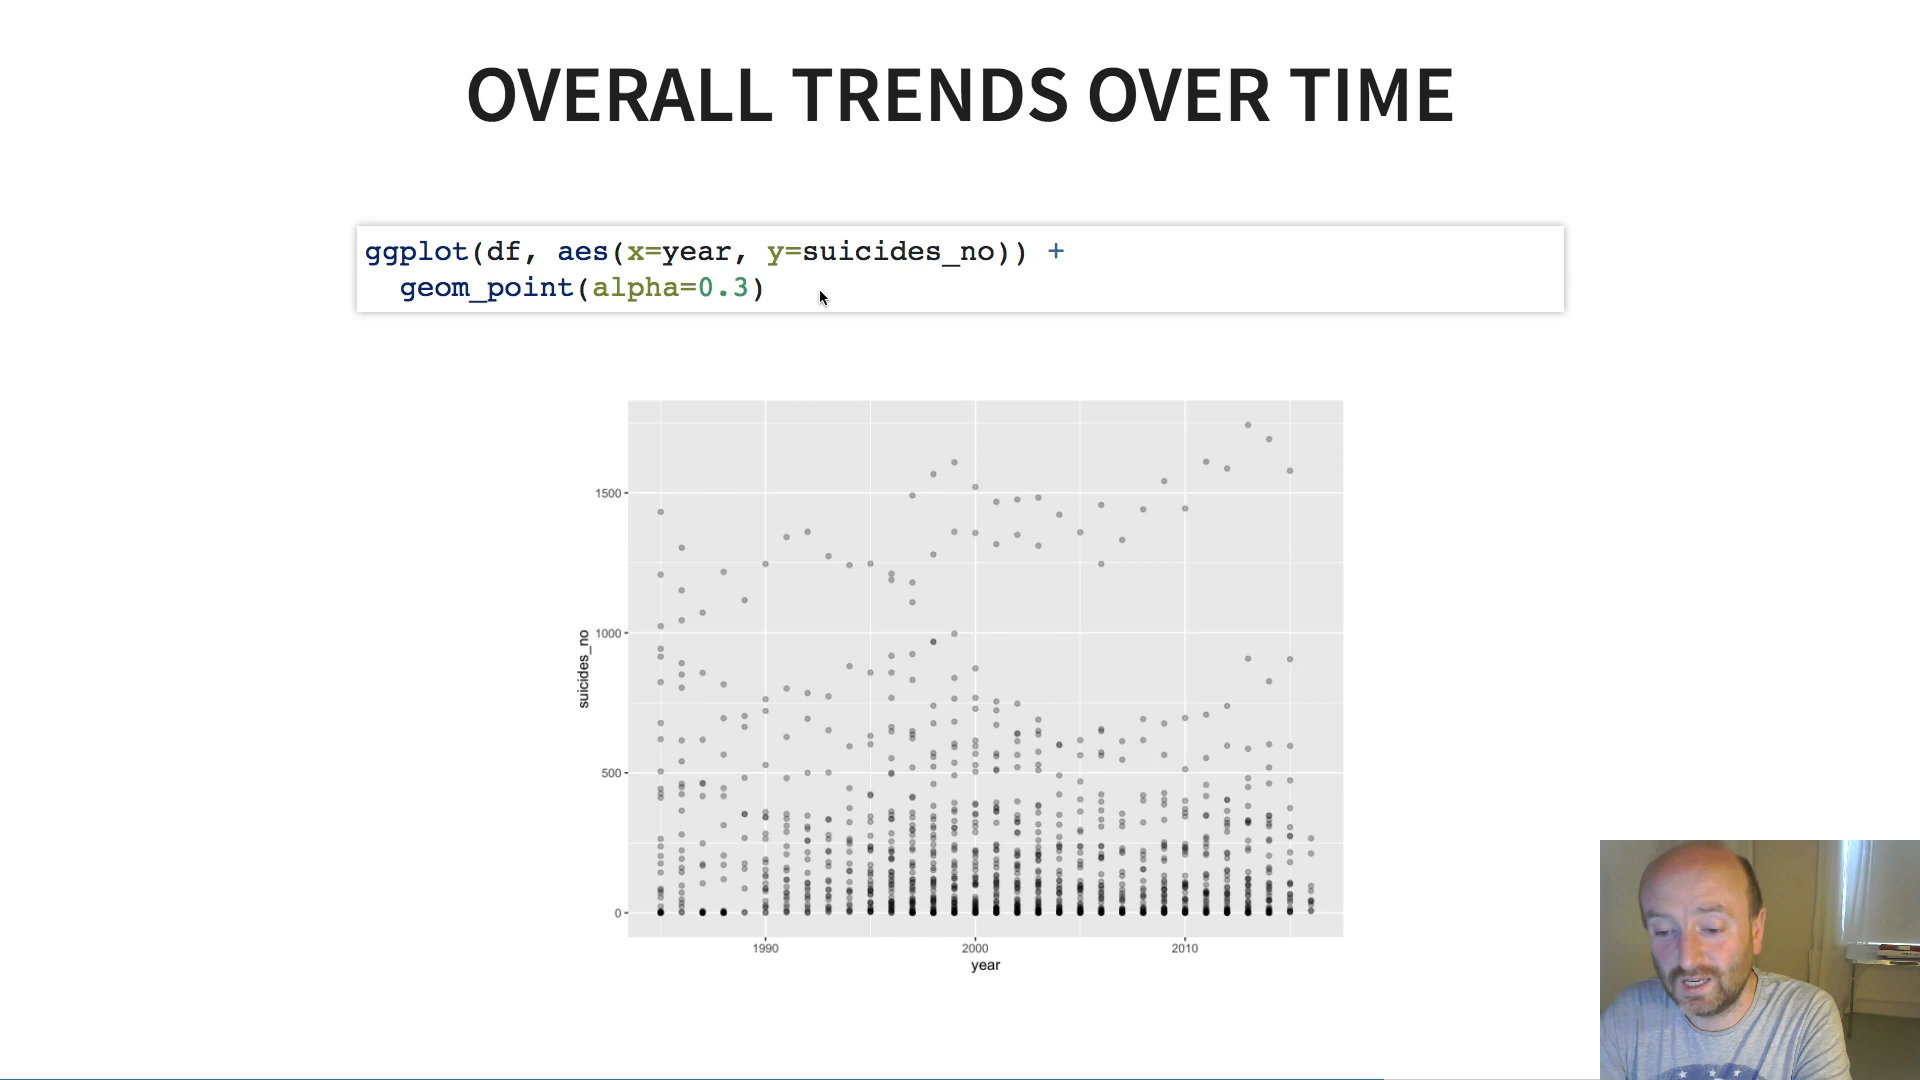 OVERALL TRENDS OVER TIME
ggplot(df, aes(x=year, y=suicides_no)) +
geom_point(alpha=0.3)
1500
1000
500
0
suicides_no
1990
2000
2010
year